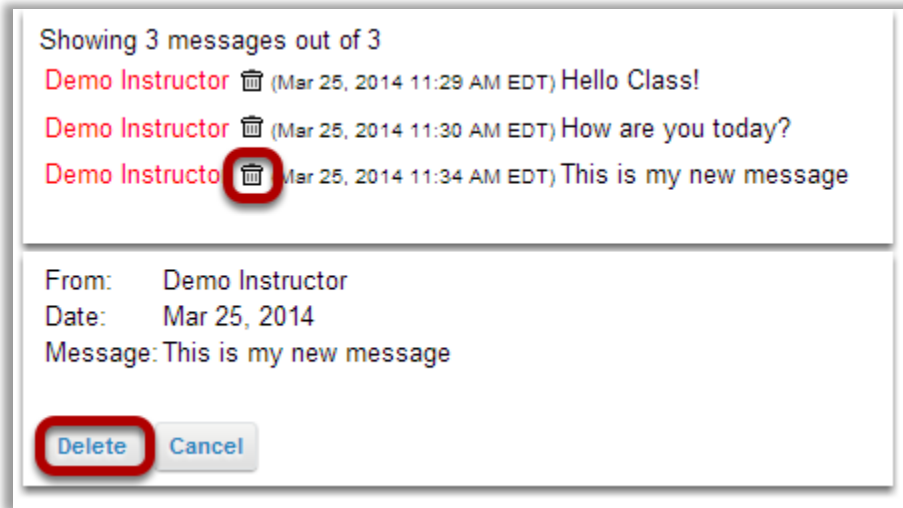 Showing 3 messages out of 3
Demo Instructor (Mar 25, 2014 11:29 AM EDT) Hello Class!
Demo Instructor (Mar 25, 2014 11:30 AM EDT) How are you today?
Demo Instructor (Mar 25, 2014 11:34 AM EDT) This is my new message
From: Demo Instructor
Date: Mar 25, 2014
Message: This is my new message
Delete Cancel